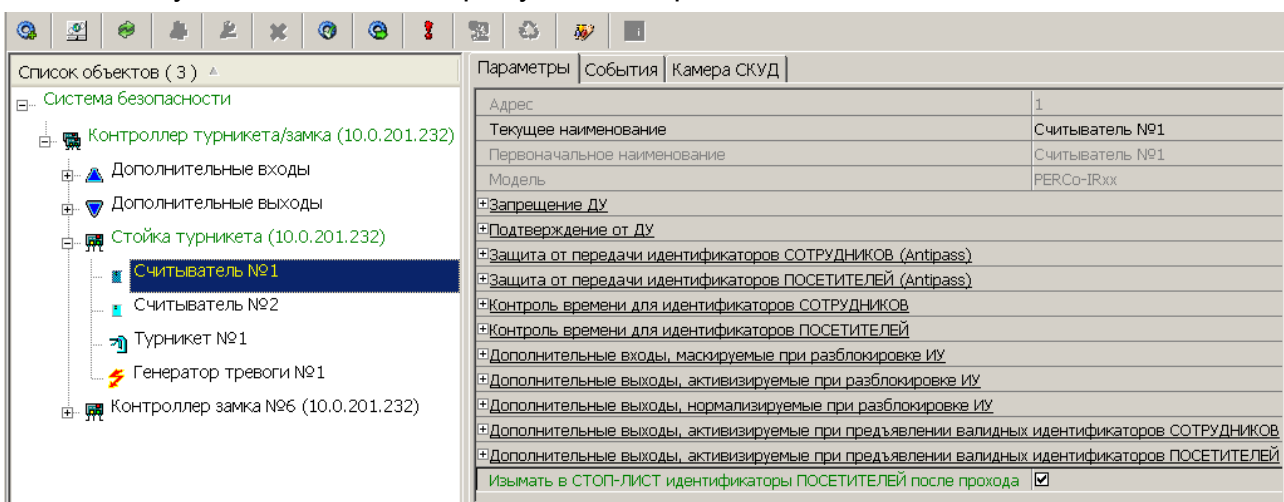 Список объектов ( 3 )
Система безопасности
Контроллер турникета/замка (10.0.201.232)
Дополнительные входы
Дополнительные выходы
Стойка турникета (10.0.201.232)
Считыватель №1
Считыватель №2
Турникет №1
Генератор тревоги №1
Контроллер замка №6 (10.0.201.232)
Параметры События Камера СКУД
Адрес 1
Текущее наименование Считыватель №1
Первоначальное наименование Считыватель №1
Модель PERCo-IRxx
Запрещение ДУ
Подтверждение от ДУ
Защита от передачи идентификаторов СОТРУДНИКОВ (Antipass)
Защита от передачи идентификаторов ПОСЕТИТЕЛЕЙ (Antipass)
Контроль времени для идентификаторов СОТРУДНИКОВ
Контроль времени для идентификаторов ПОСЕТИТЕЛЕЙ
Дополнительные входы, маскируемые при разблокировке ИУ
Дополнительные выходы, активизируемые при разблокировке ИУ
Дополнительные выходы, нормализируемые при разблокировке ИУ
Дополнительные выходы, активизируемые при предъявлении валидных идентификаторов СОТРУДНИКОВ
Дополнительные выходы, активизируемые при предъявлении валидных идентификаторов ПОСЕТИТЕЛЕЙ
Изымать в СТОП-ЛИСТ идентификаторы ПОСЕТИТЕЛЕЙ после прохода